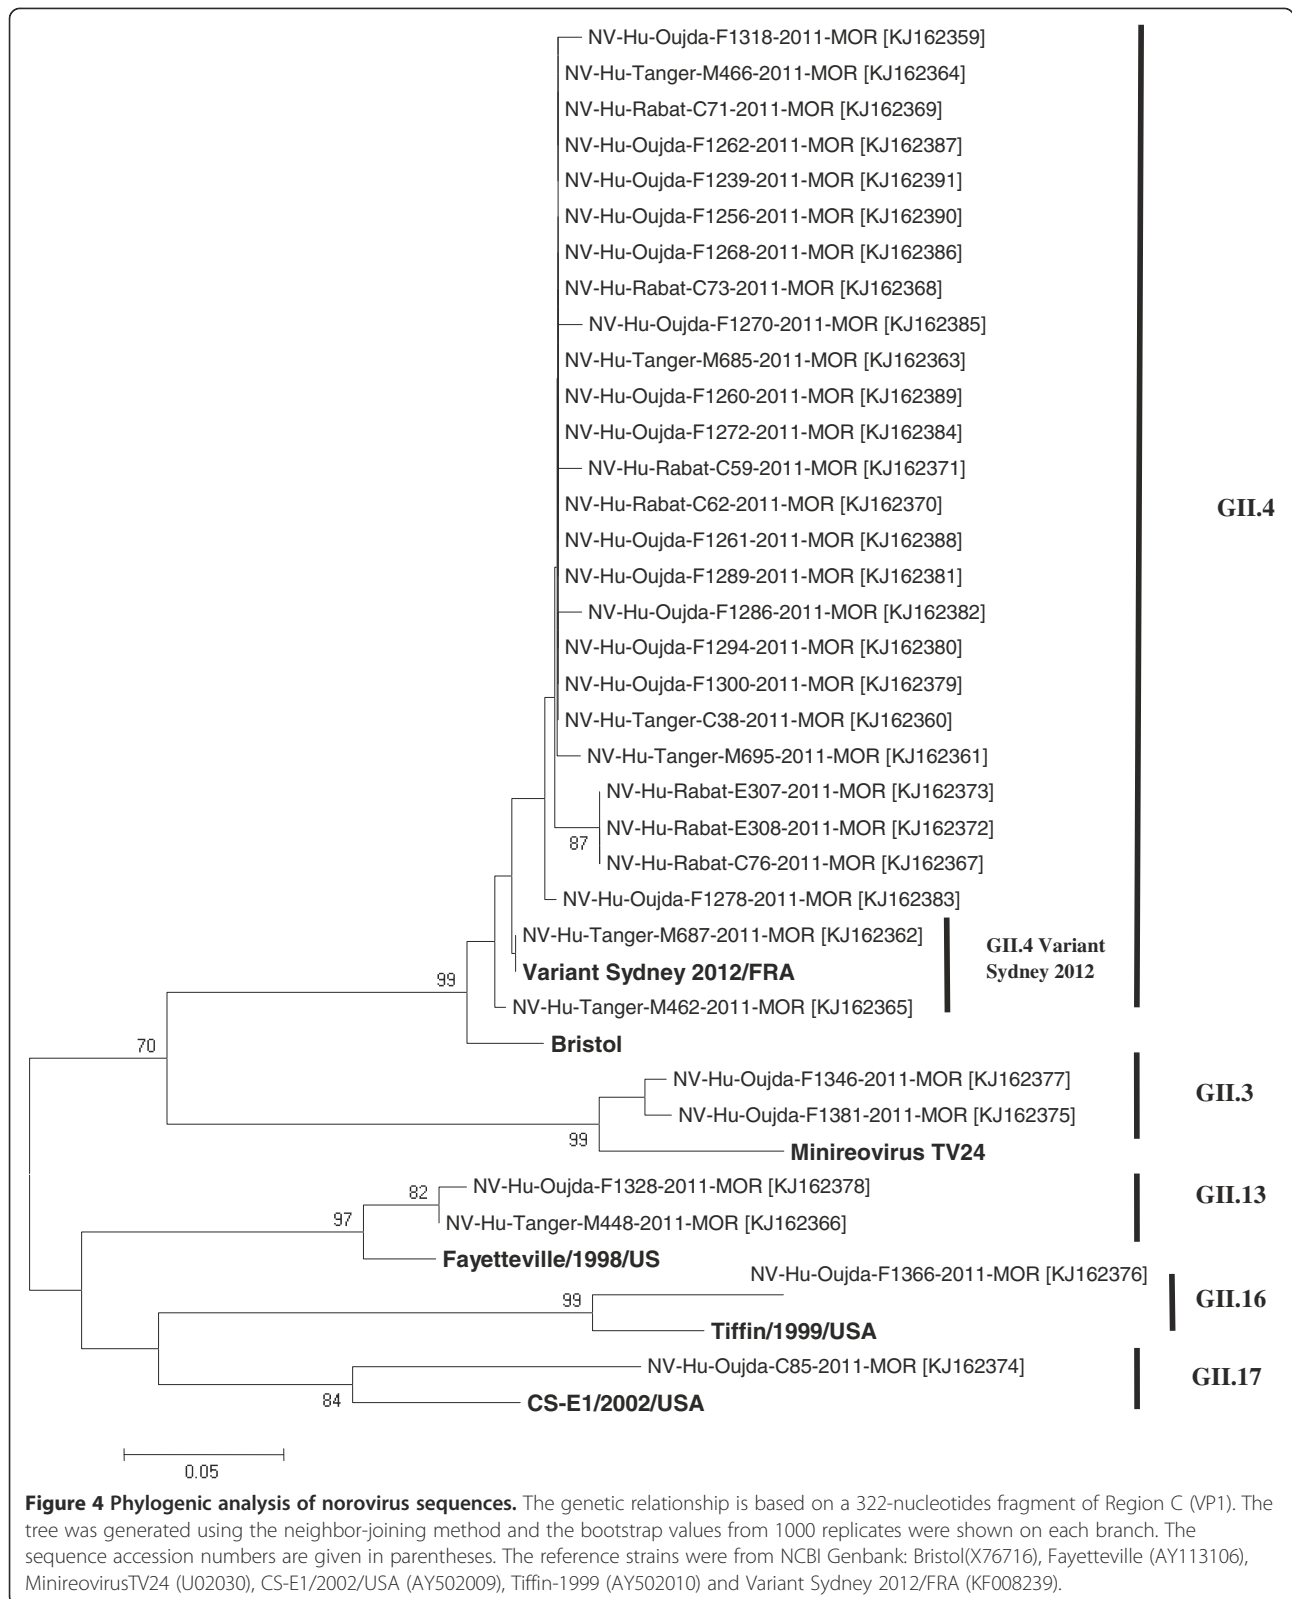 NV-Hu-Oujda-F1318-2011-MOR [KJ162359]
NV-Hu-Tanger-M466-2011-MOR [KJ162364]
NV-Hu-Rabat-C71-2011-MOR [KJ162369]
NV-Hu-Oujda-F1262-2011-MOR [KJ162387]
NV-Hu-Oujda-F1239-2011-MOR [KJ162391]
NV-Hu-Oujda-F1256-2011-MOR [KJ162390]
NV-Hu-Oujda-F1268-2011-MOR [KJ162386]
NV-Hu-Rabat-C73-2011-MOR [KJ162368]
NV-Hu-Oujda-F1270-2011-MOR [KJ162385]
NV-Hu-Tanger-M685-2011-MOR [KJ162363]
NV-Hu-Oujda-F1260-2011-MOR [KJ162389]
NV-Hu-Oujda-F1272-2011-MOR [KJ162384]
NV-Hu-Rabat-C59-2011-MOR [KJ162371]
NV-Hu-Rabat-C62-2011-MOR [KJ162370]
GII.4
NV-Hu-Oujda-F1261-2011-MOR [KJ162388]
NV-Hu-Oujda-F1289-2011-MOR [KJ162381]
NV-Hu-Oujda-F1286-2011-MOR [KJ162382]
NV-Hu-Oujda-F1294-2011-MOR [KJ162380]
NV-Hu-Oujda-F1300-2011-MOR [KJ162379]
NV-Hu-Tanger-C38-2011-MOR [KJ162360]
NV-Hu-Tanger-M695-2011-MOR [KJ162361]
NV-Hu-Rabat-E307-2011-MOR [KJ162373]
NV-Hu-Rabat-E308-2011-MOR [KJ162372]
87
NV-Hu-Rabat-C76-2011-MOR [KJ162367]
NV-Hu-Oujda-F1278-2011-MOR [KJ162383]
NV-Hu-Tanger-M687-2011-MOR [KJ162362]
GII.4 Variant
Sydney 2012
Variant Sydney 2012/FRA
99
NV-Hu-Tanger-M462-2011-MOR [KJ162365]
Bristol
70
NV-Hu-Oujda-F1346-2011-MOR [KJ162377]
GII.3
NV-Hu-Oujda-F1381-2011-MOR [KJ162375]
99
Minireovirus TV24
82
NV-Hu-Oujda-F1328-2011-MOR [KJ162378]
GII.13
97
NV-Hu-Tanger-M448-2011-MOR [KJ162366]
Fayetteville/1998/US
NV-Hu-Oujda-F1366-2011-MOR [KJ162376]
99
GII.16
Tiffin/1999/USA
NV-Hu-Oujda-C85-2011-MOR [KJ162374]
GII.17
84
CS-E1/2002/USA
0.05
Figure 4 Phylogenic analysis of norovirus sequences. The genetic relationship is based on a 322-nucleotides fragment of Region C (VP1). The
tree was generated using the neighbor-joining method and the bootstrap values from 1000 replicates were shown on each branch. The
sequence accession numbers are given in parentheses. The reference strains were from NCBI Genbank: Bristol(X76716), Fayetteville (AY113106),
MinireovirusTV24 (U02030), CS-E1/2002/USA (AY502009), Tiffin-1999 (AY502010) and Variant Sydney 2012/FRA (KF008239).